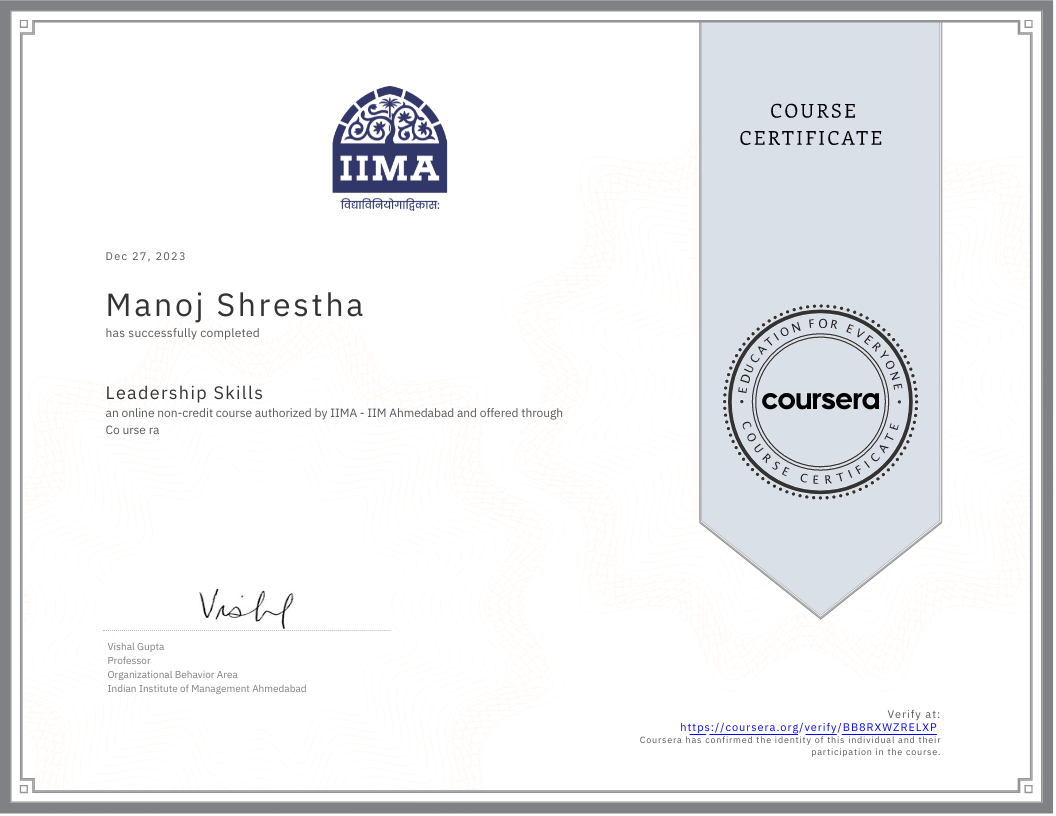 COURSE
CERTIFICATE
IIMA
विद्याविनियोगाद्विकास:
Dec 27, 2023
Manoj Shrestha
has successfully completed
Leadership Skills
an online non-credit course authorized by IIMA - IIM Ahmedabad and offered through
Co urse ra
EDUCATION FOR EVERYONE
coursera
COURSE CERTIFICATE
Vishal
Vishal Gupta
Professor
Organizational Behavior Area
Indian Institute of Management Ahmedabad
Verify at:
https://coursera.org/verify/BB8RXWZRELXP
Coursera has confirmed the identity of this individual and their
participation in the course.